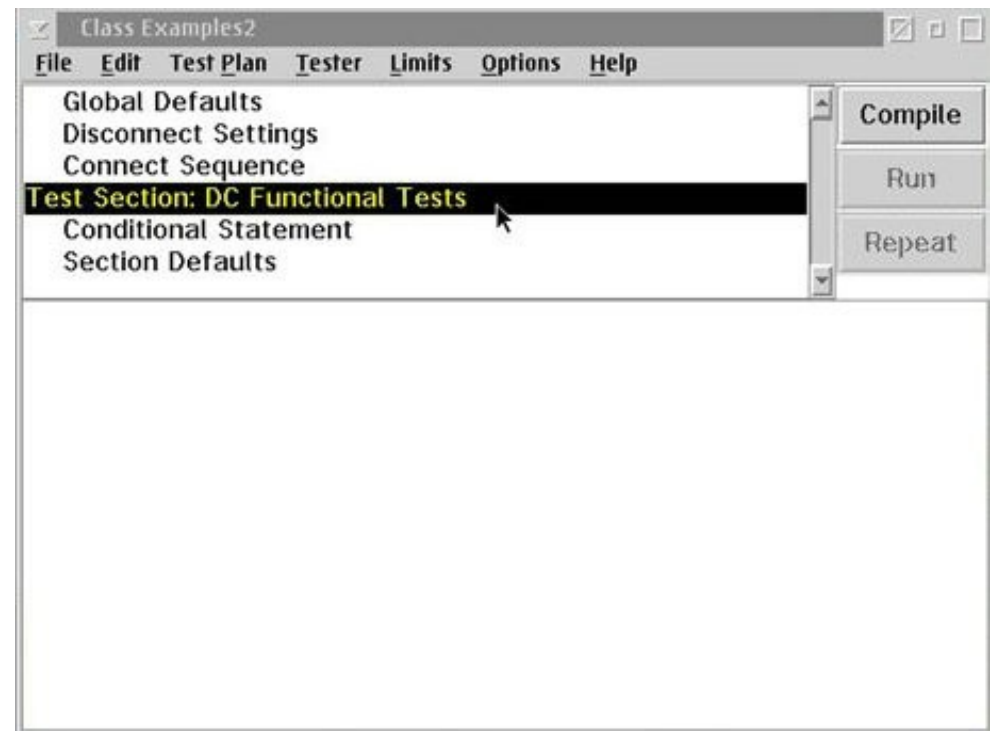 Class Examples2
File Edit Test Plan Tester Limits Options Help
Global Defaults
Disconnect Settings
Connect Sequence
Test Section: DC Functional Tests
Conditional Statement
Section Defaults
Compile
Run
Repeat